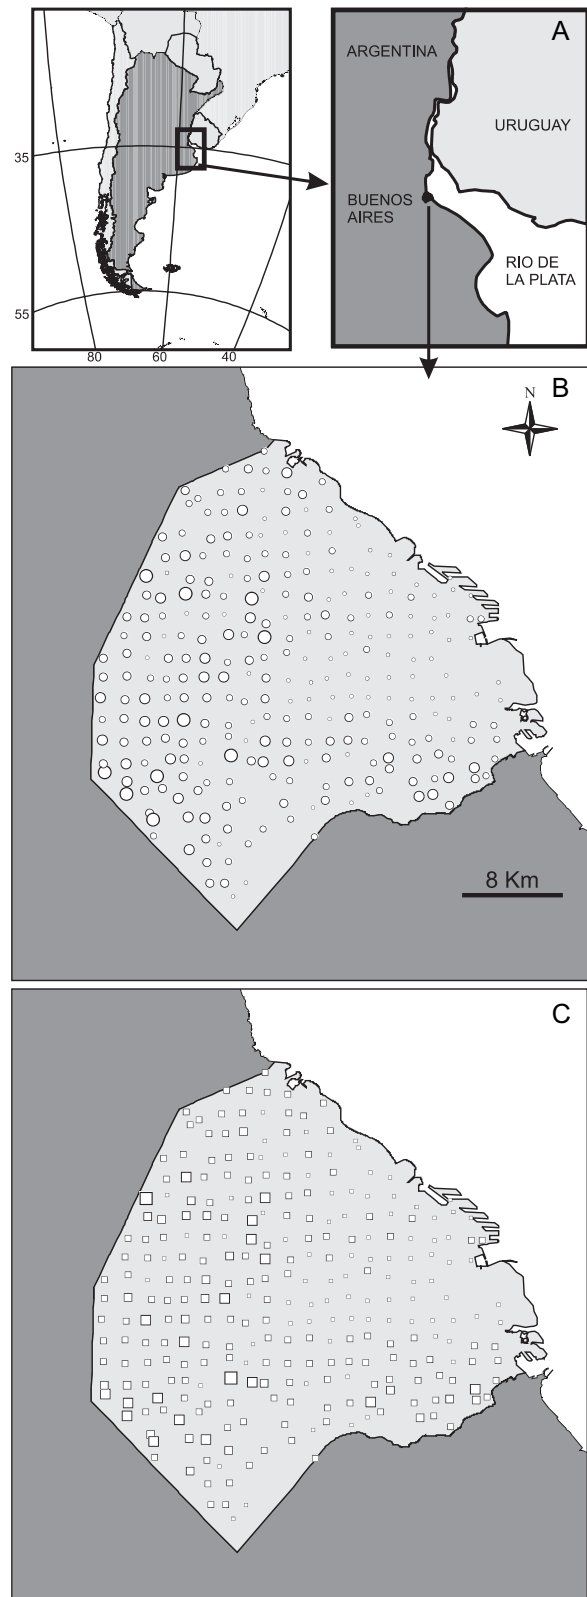 35
55
80
60
40
A
ARGENTINA
URUGUAY
BUENOS
AIRES
RIO DE
LA PLATA
B
N
8 Km
C